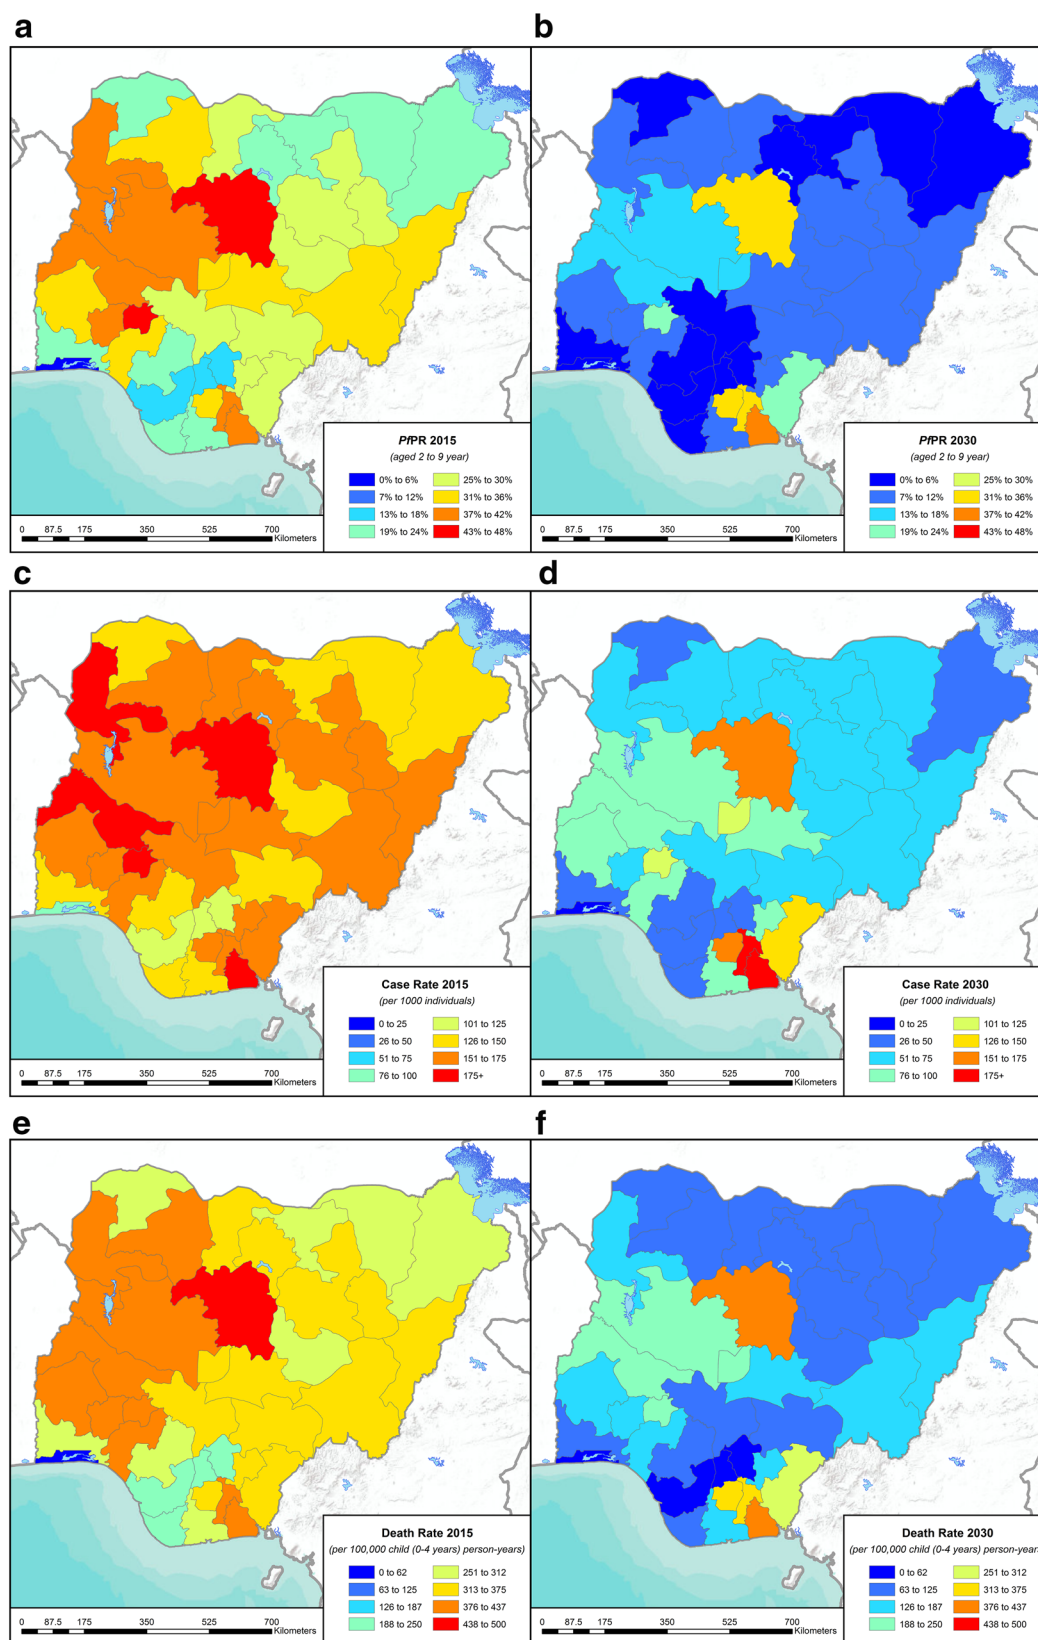 a
b
PfPR 2015
(aged 2 to 9 year)
0% to 6%
25% to 30%
7% to 12%
31% to 36%
13% to 18%
37% to 42%
19% to 24%
43% to 48%
0 87.5 175 350 525 700
Kilometers
PfPR 2030
(aged 2 to 9 year)
0% to 6%
25% to 30%
7% to 12%
31% to 36%
13% to 18%
37% to 42%
19% to 24%
43% to 48%
0 87.5 175 350 525 700
Kilometers
c
d
Case Rate 2015
(per 1000 individuals)
0 to 25
101 to 125
26 to 50
126 to 150
51 to 75
151 to 175
76 to 100
175+
0 87.5 175 350 525 700
Kilometers
Case Rate 2030
(per 1000 individuals)
0 to 25
101 to 125
26 to 50
126 to 150
51 to 75
151 to 175
76 to 100
175+
0 87.5 175 350 525 700
Kilometers
e
f
Death Rate 2015
(per 100,000 child (0-4 years) person-years)
0 to 62
251 to 312
63 to 125
313 to 375
126 to 187
376 to 437
188 to 250
438 to 500
0 87.5 175 350 525 700
Kilometers
Death Rate 2030
(per 100,000 child (0-4 years) person-years)
0 to 62
251 to 312
63 to 125
313 to 375
126 to 187
376 to 437
188 to 250
438 to 500
0 87.5 175 350 525 700
Kilometers